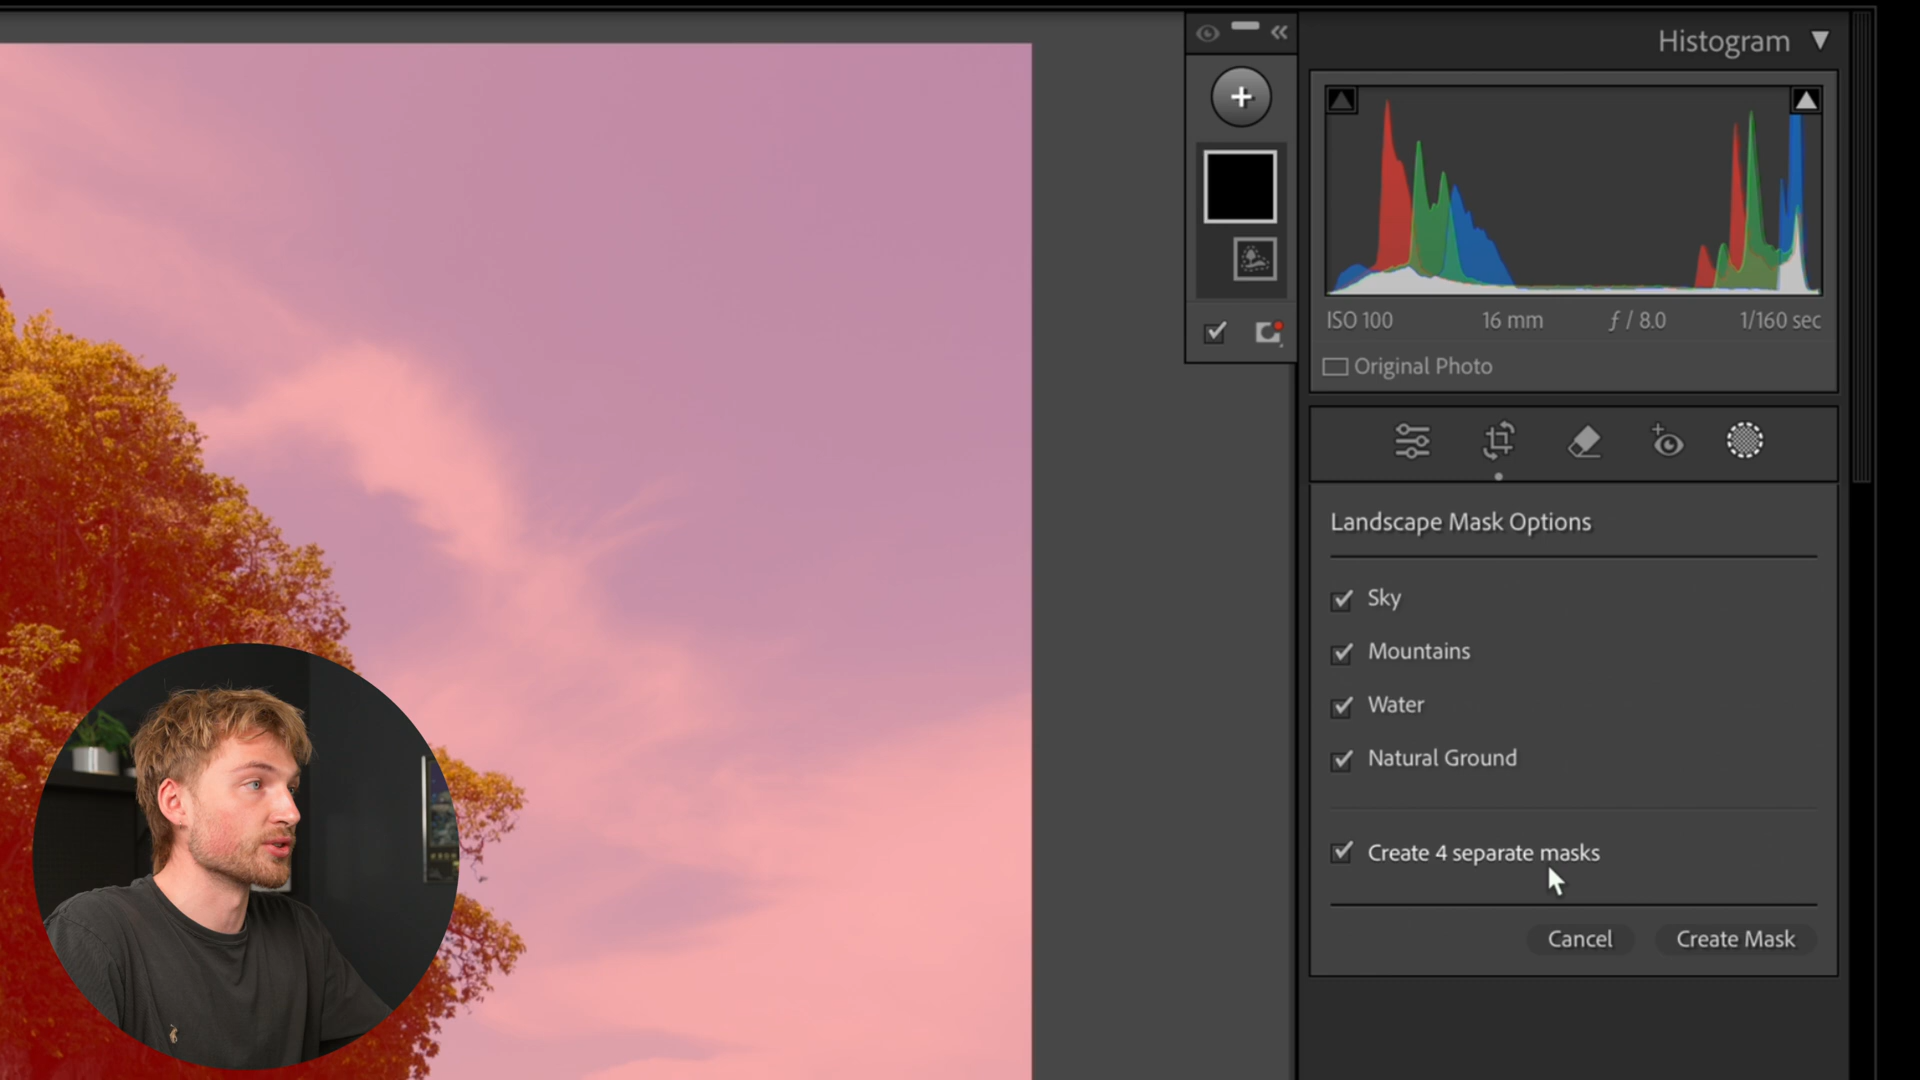 Histogram
ISO 100 16 mm ƒ / 8.0 1/160 sec
Original Photo
Landscape Mask Options
Sky
Mountains
Water
Natural Ground
Create 4 separate masks
Cancel Create Mask